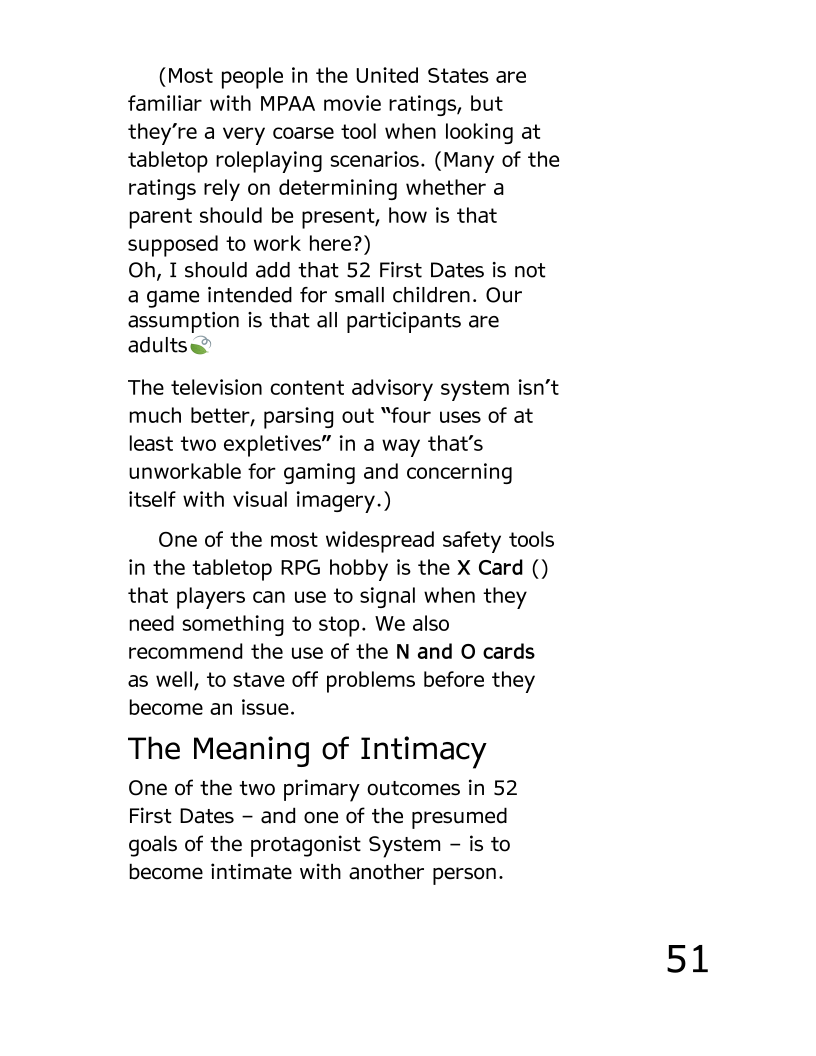 (Most people in the United States are
familiar with MPAA movie ratings, but
they’re a very coarse tool when looking at
tabletop roleplaying scenarios. (Many of the
ratings rely on determining whether a
parent should be present, how is that
supposed to work here?)
Oh, I should add that 52 First Dates is not
a game intended for small children. Our
assumption is that all participants are
adults
The television content advisory system isn’t
much better, parsing out “four uses of at
least two expletives” in a way that’s
unworkable for gaming and concerning
itself with visual imagery.)
One of the most widespread safety tools
in the tabletop RPG hobby is the X Card ()
that players can use to signal when they
need something to stop. We also
recommend the use of the N and O cards
as well, to stave off problems before they
become an issue.
The Meaning of Intimacy
One of the two primary outcomes in 52
First Dates – and one of the presumed
goals of the protagonist System – is to
become intimate with another person.
51